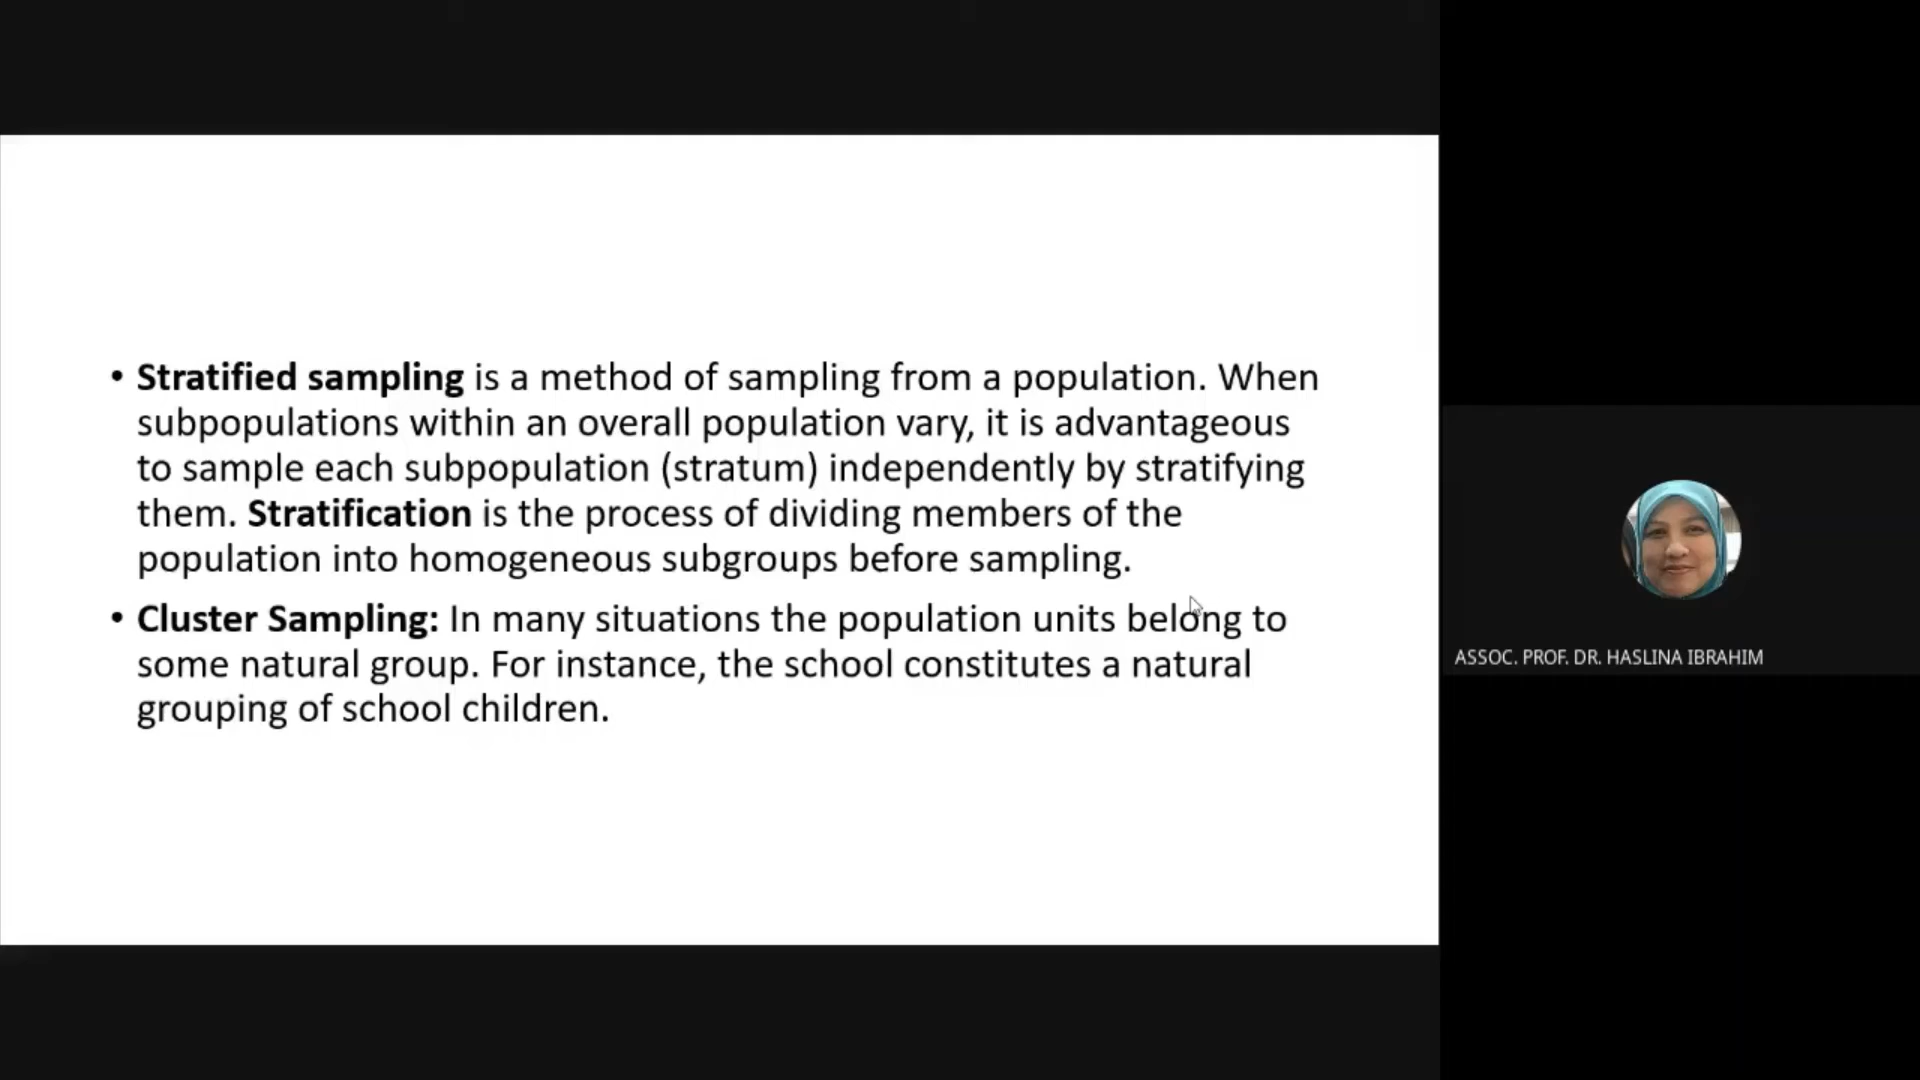 • Stratified sampling is a method of sampling from a population. When
subpopulations within an overall population vary, it is advantageous
to sample each subpopulation (stratum) independently by stratifying
them. Stratification is the process of dividing members of the
population into homogeneous subgroups before sampling.
• Cluster Sampling: In many situations the population units belong to
some natural group. For instance, the school constitutes a natural
grouping of school children.
ASSOC. PROF. DR. HASLINA IBRAHIM